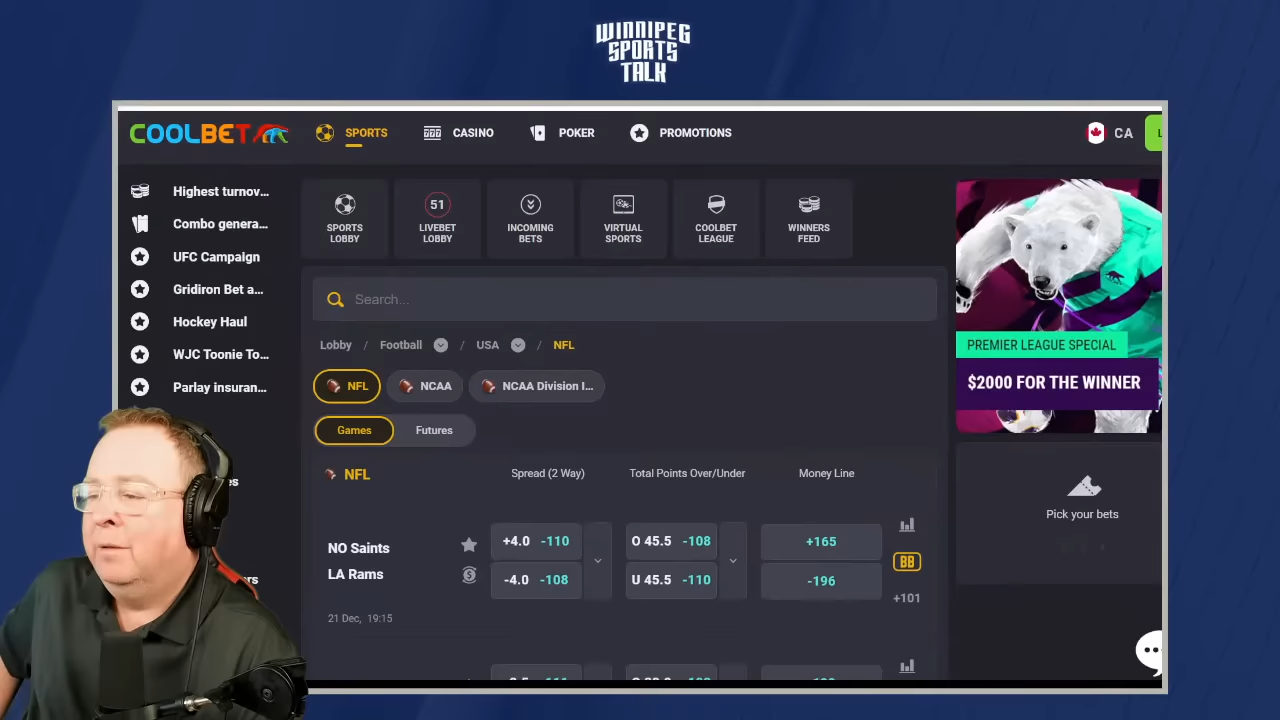 WINNIPEG
SPORTS
TALK
COOLBET
SPORTS
CASINO
POKER
PROMOTIONS
CA
Highest turnov...
Combo genera...
UFC Campaign
Gridiron Bet a...
Hockey Haul
WJC Toonie To...
Parlay insuran...
SPORTS
LOBBY
51
LIVEBET
LOBBY
INCOMING
BETS
VIRTUAL
SPORTS
COOLBET
LEAGUE
WINNERS
FEED
Search...
Lobby / Football / USA / NFL
NFL
NCAA
NCAA Division I...
Games
Futures
NFL
Spread (2 Way)
Total Points Over/Under
Money Line
NO Saints
LA Rams
+4.0 -110
-4.0 -108
O 45.5 -108
U 45.5 -110
+165
-196
BB
+101
21 Dec, 19:15
PREMIER LEAGUE SPECIAL
$2000 FOR THE WINNER
Pick your bets